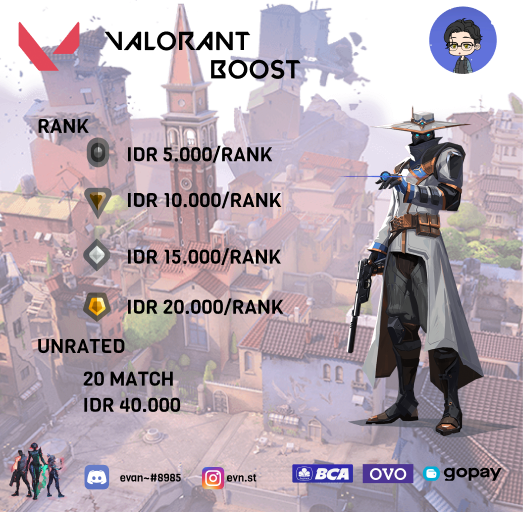 VALORANT
BOOST
RANK
IDR 5.000/RANK
IDR 10.000/RANK
IDR 15.000/RANK
IDR 20.000/RANK
UNRATED
20 MATCH
IDR 40.000
evan~#8985
evn.st
BCA
OVO
gopay